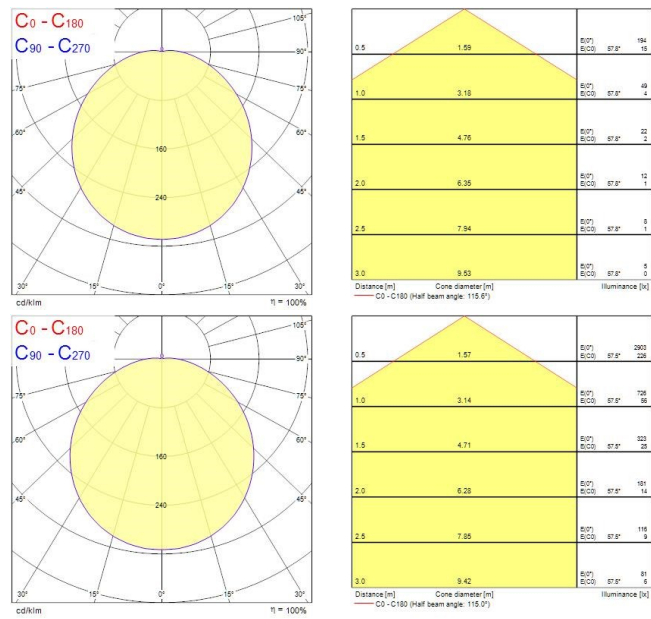 C0 - C180
C90 - C270
105°
90°
90°
75°
75°
60°
60°
160
240
45°
45°
30°
15°
0°
15°
30°
cd/klm
η = 100%
0.5
1.59
E(0°)
194
E(C0)
57.8°
15
1.0
3.18
E(0°)
49
E(C0)
57.8°
4
1.5
4.76
E(0°)
22
E(C0)
57.8°
2
2.0
6.35
E(0°)
12
E(C0)
57.8°
1
2.5
7.94
E(0°)
8
E(C0)
57.8°
1
3.0
9.53
E(0°)
5
E(C0)
57.8°
0
Distance [m]
Cone diameter [m]
Illuminance [lx]
C0 - C180 (Half beam angle: 115.6°)
C0 - C180
C90 - C270
105°
90°
90°
75°
75°
60°
60°
160
240
45°
45°
30°
15°
0°
15°
30°
cd/klm
η = 100%
0.5
1.57
E(0°)
2903
E(C0)
57.5°
226
1.0
3.14
E(0°)
726
E(C0)
57.5°
56
1.5
4.71
E(0°)
323
E(C0)
57.5°
25
2.0
6.28
E(0°)
181
E(C0)
57.5°
14
2.5
7.85
E(0°)
116
E(C0)
57.5°
9
3.0
9.42
E(0°)
81
E(C0)
57.5°
6
Distance [m]
Cone diameter [m]
Illuminance [lx]
C0 - C180 (Half beam angle: 115.0°)